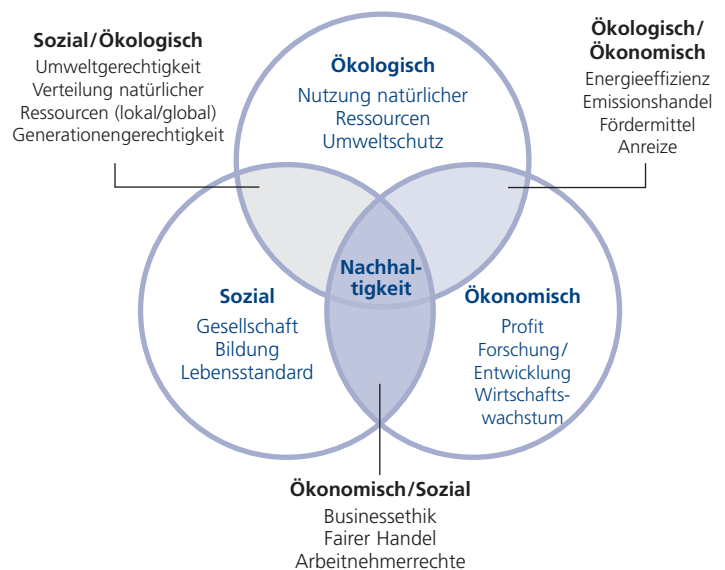 Sozial/Ökologisch
Umweltgerechtigkeit
Verteilung natürlicher
Ressourcen (lokal/global)
Generationengerechtigkeit
Ökologisch
Nutzung natürlicher
Ressourcen
Umweltschutz
Ökologisch/
Ökonomisch
Energieeffizienz
Emissionshandel
Fördermittel
Anreize
Nachhal-
tigkeit
Sozial
Gesellschaft
Bildung
Lebensstandard
Ökonomisch
Profit
Forschung/
Entwicklung
Wirtschafts-
wachstum
Ökonomisch/Sozial
Businessethik
Fairer Handel
Arbeitnehmerrechte